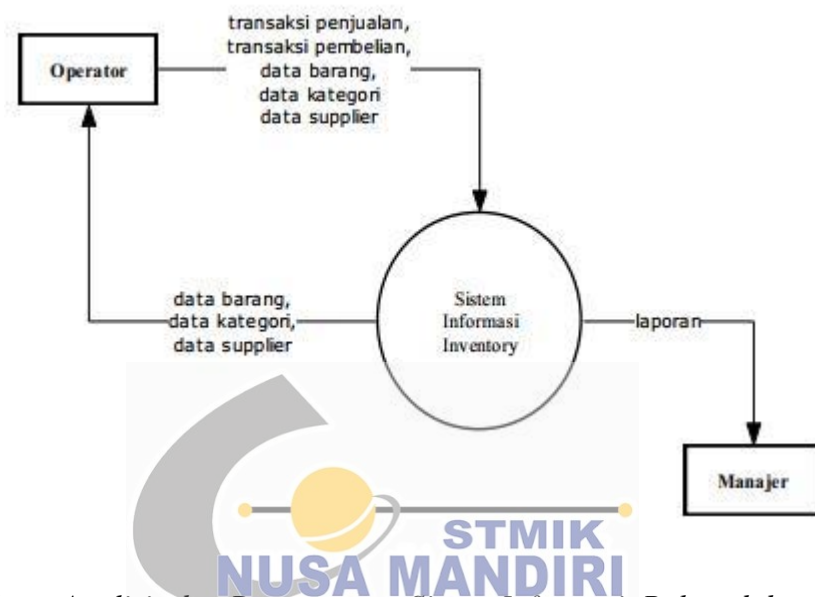 transaksi penjualan,
transaksi pembelian,
data barang,
data kategori
data supplier
Operator
data barang,
data kategori,
data supplier
Sistem
Informasi
Inventory
laporan
Manajer
STMIK
NUSA MANDIRI